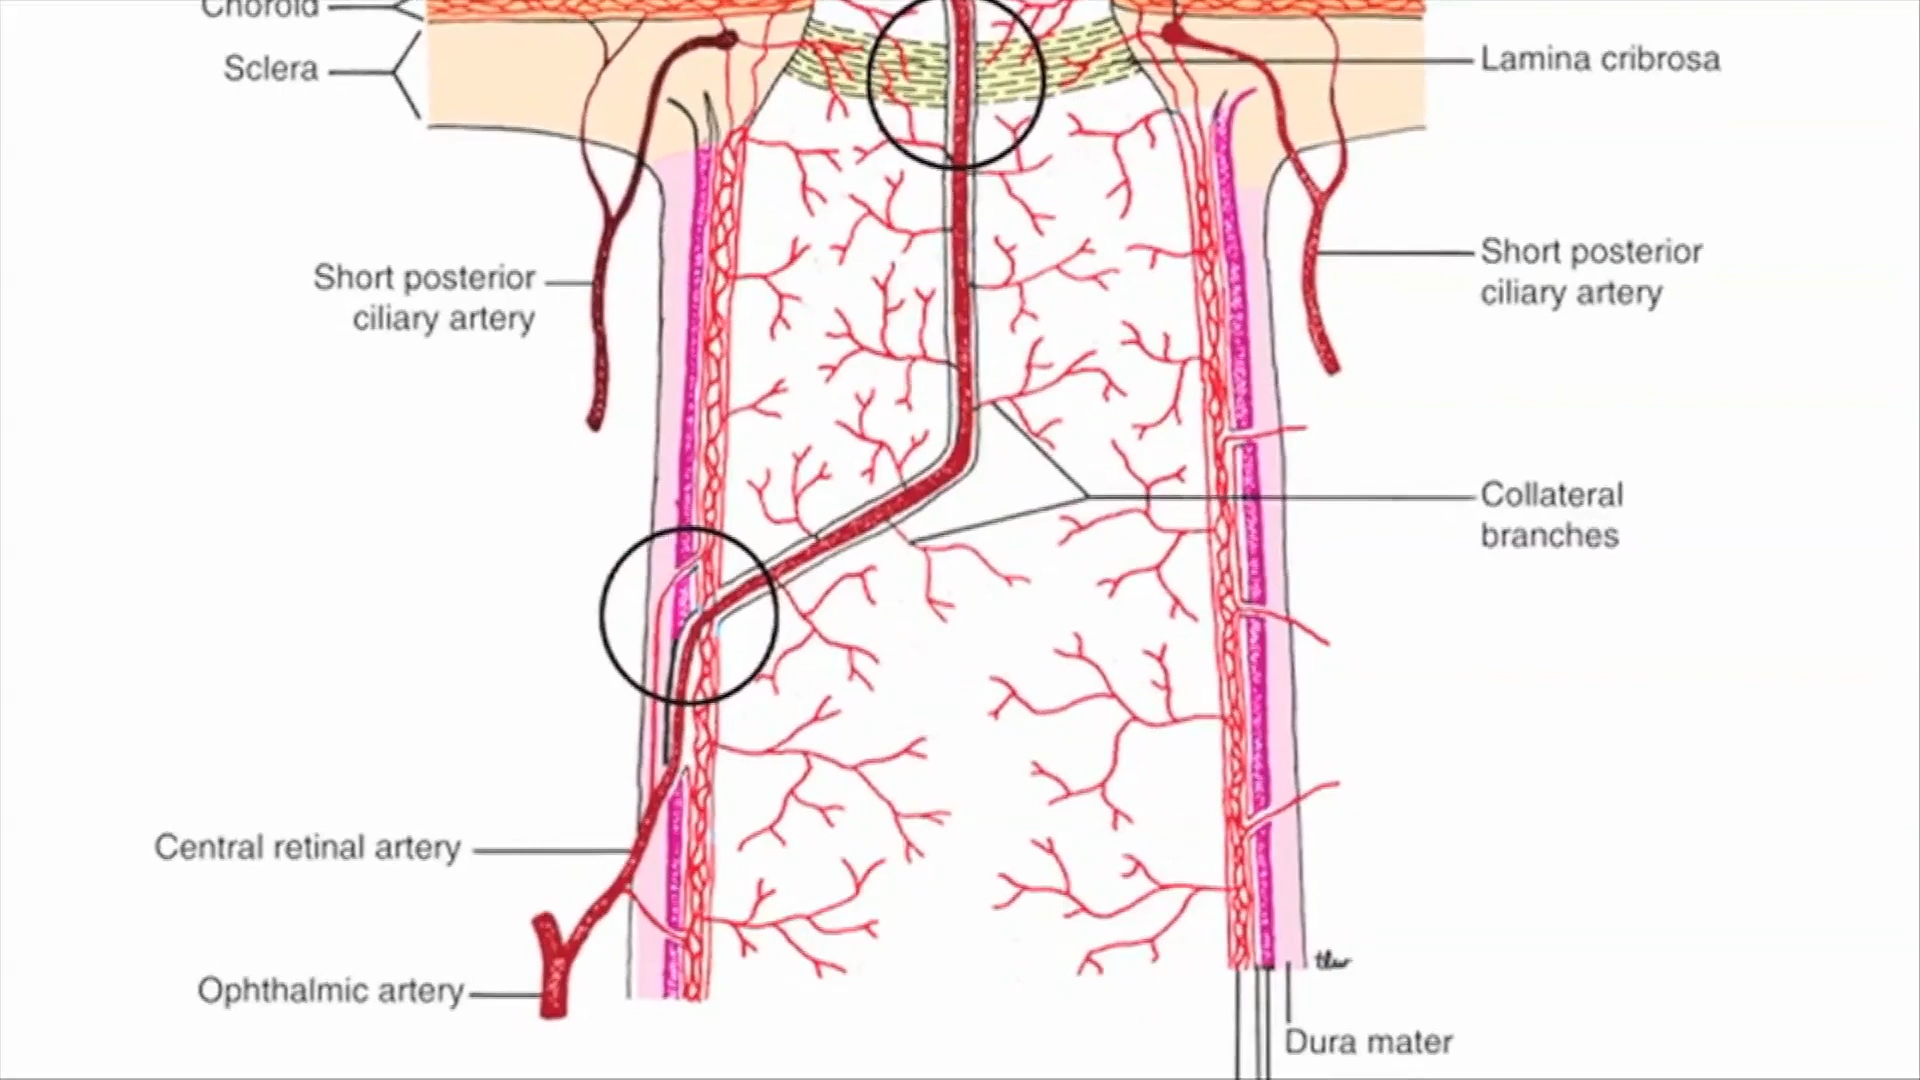 Choroid
Sclera
Lamina cribrosa
Short posterior
ciliary artery
Short posterior
ciliary artery
Collateral
branches
Central retinal artery
Ophthalmic artery
Dura mater